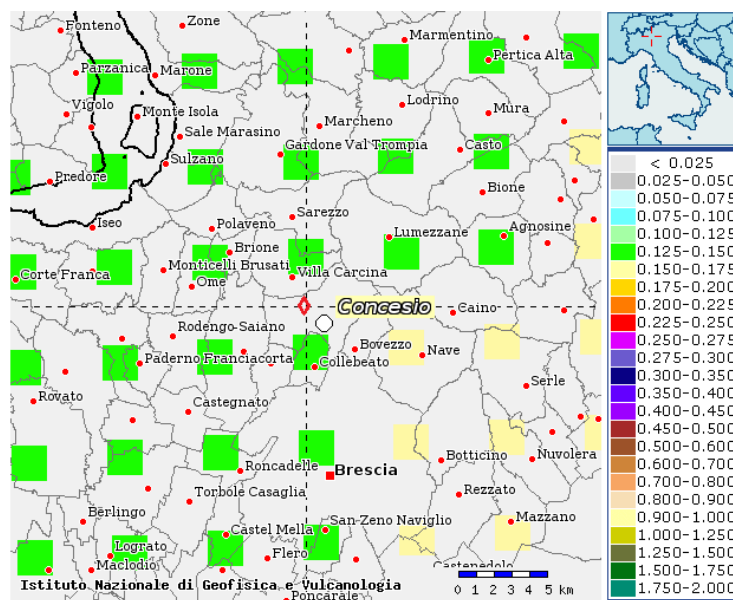 Fonteno
Zone
Marmentino
Pertica Alta
Parzanica
Marone
Vigolo
Monte Isola
Lodrino
Mura
Marcheno
Sale Marasino
Gardone Val Trompia
Casto
Sulzano
Predore
Bione
Sarezzo
Iseo
Polaveno
Lumezzane
Agnosine
Brione
Monticelli Brusati
Villa Carcina
Corte Franca
Ome
Concesio
Caino
Rodengo-Saiano
Bovezzo
Nave
Paderno Franciacorta
Collebeato
Serle
Rovato
Castegnato
Botticino
Nuvolera
Roncadelle
Brescia
Torbole Casaglia
Rezzato
Berlingo
Mazzano
Castel Mella
San Zeno Naviglio
Lograto
Flero
Maclodio
Castenedolo
Istituto Nazionale di Geofisica e Vulcanologia
Poncarale
0 1 2 3 4 5 km
< 0.025
0.025-0.050
0.050-0.075
0.075-0.100
0.100-0.125
0.125-0.150
0.150-0.175
0.175-0.200
0.200-0.225
0.225-0.250
0.250-0.275
0.275-0.300
0.300-0.350
0.350-0.400
0.400-0.450
0.450-0.500
0.500-0.600
0.600-0.700
0.700-0.800
0.800-0.900
0.900-1.000
1.000-1.250
1.250-1.500
1.500-1.750
1.750-2.000